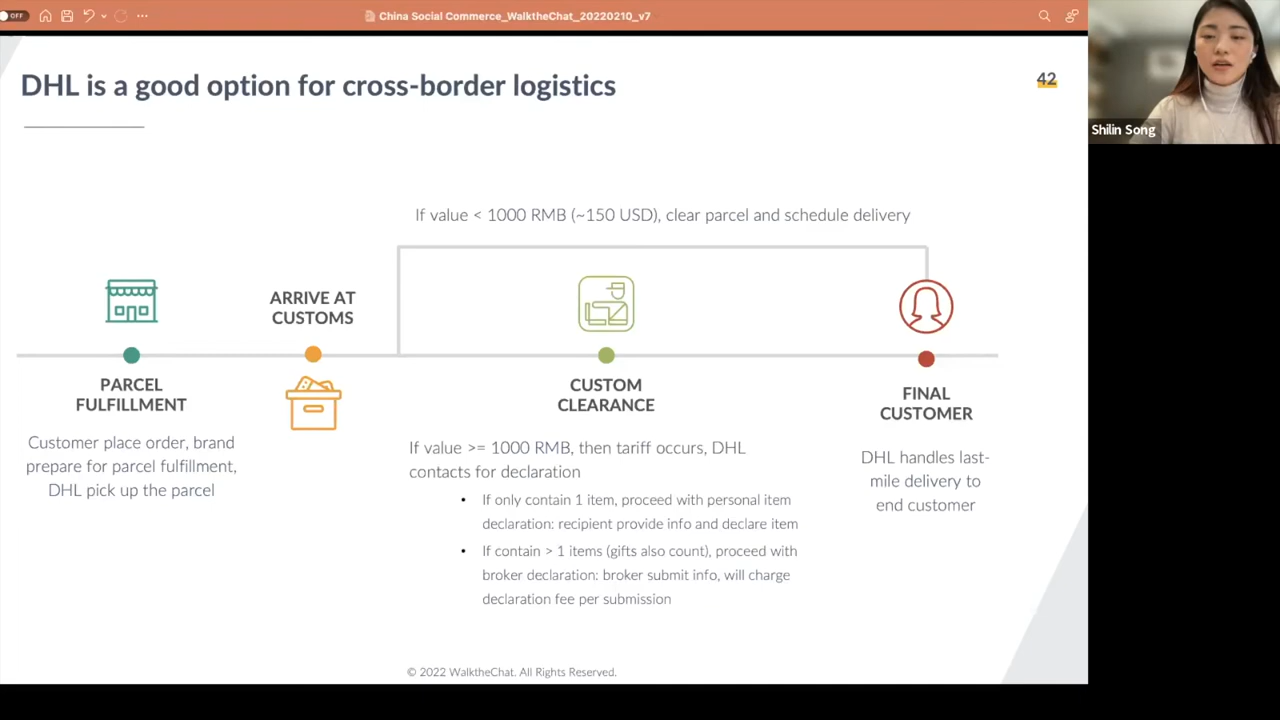 OFF
China Social Commerce_WalktheChat_20220210_v7
Shilin Song
DHL is a good option for cross-border logistics
42
If value < 1000 RMB (~150 USD), clear parcel and schedule delivery
ARRIVE AT
CUSTOMS
PARCEL
FULFILLMENT
Customer place order, brand
prepare for parcel fulfillment,
DHL pick up the parcel
CUSTOM
CLEARANCE
If value >= 1000 RMB, then tariff occurs, DHL
contacts for declaration
• If only contain 1 item, proceed with personal item
declaration: recipient provide info and declare item
• If contain > 1 items (gifts also count), proceed with
broker declaration: broker submit info, will charge
declaration fee per submission
FINAL
CUSTOMER
DHL handles last-
mile delivery to
end customer
© 2022 WalktheChat. All Rights Reserved.